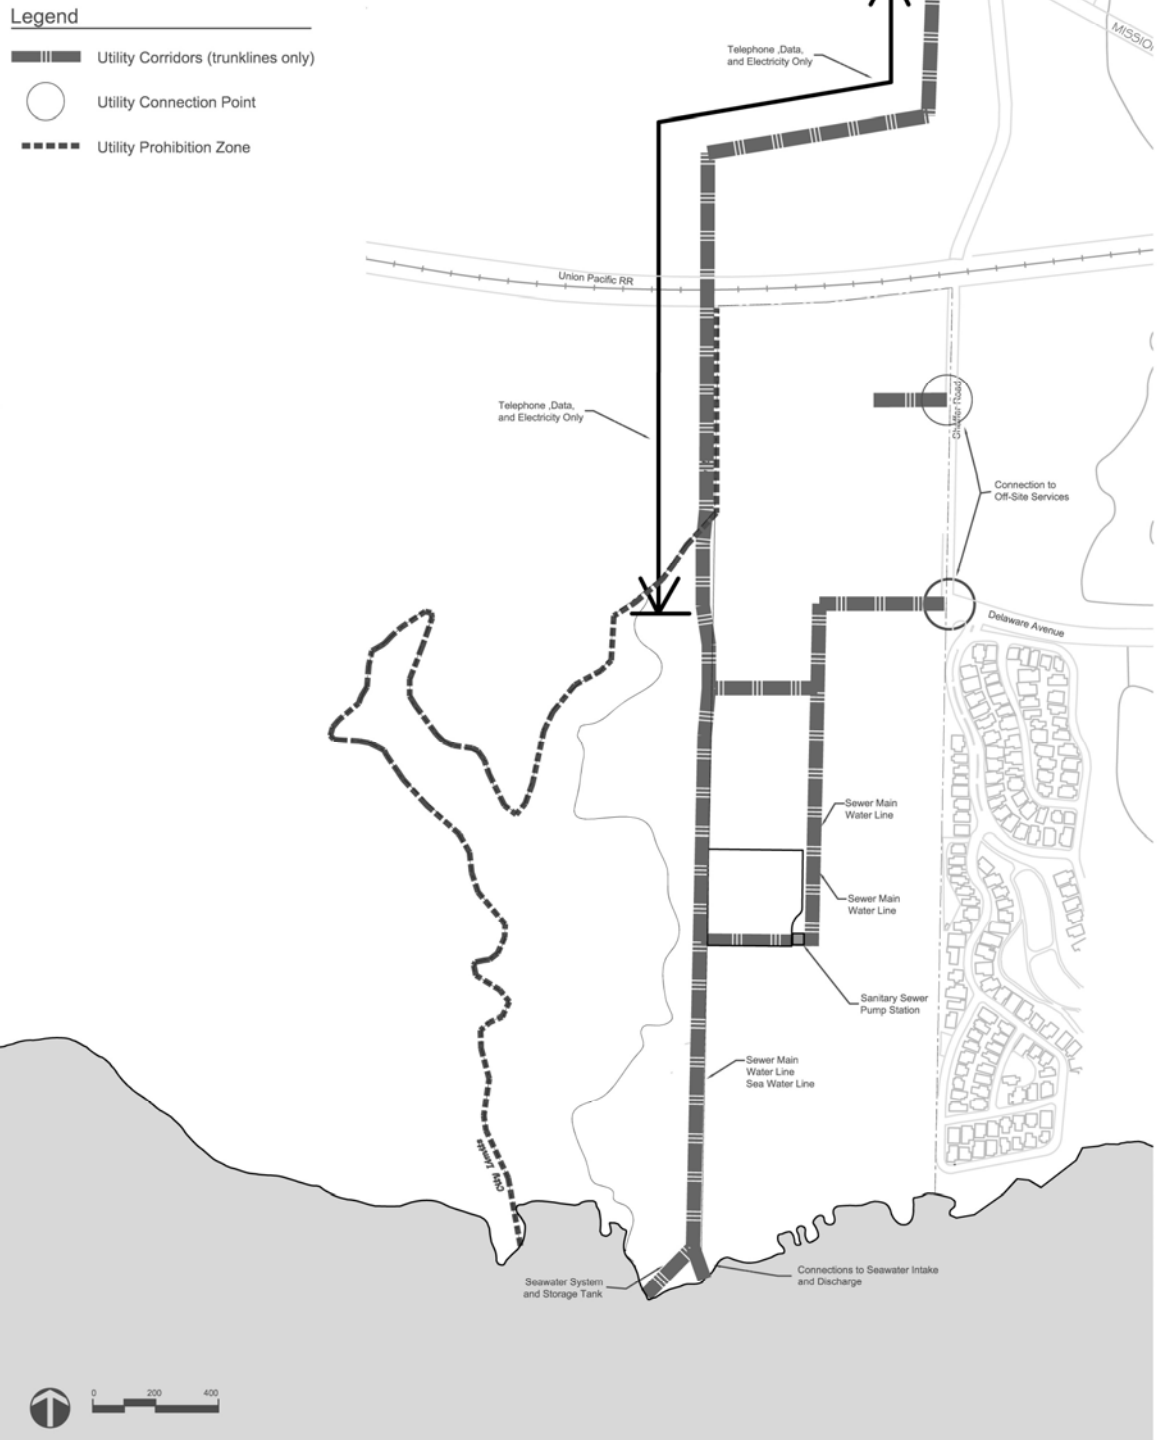 Legend
Utility Corridors (trunklines only)
Utility Connection Point
Utility Prohibition Zone
Telephone ,Data,
and Electricity Only
MISSIO
Union Pacific RR
Telephone ,Data,
and Electricity Only
Shaffer Road
Connection to
Off-Site Services
Delaware Avenue
Sewer Main
Water Line
Sewer Main
Water Line
Sanitary Sewer
Pump Station
Sewer Main
Water Line
Sea Water Line
City Limits
Seawater System
and Storage Tank
Connections to Seawater Intake
and Discharge
0 200 400